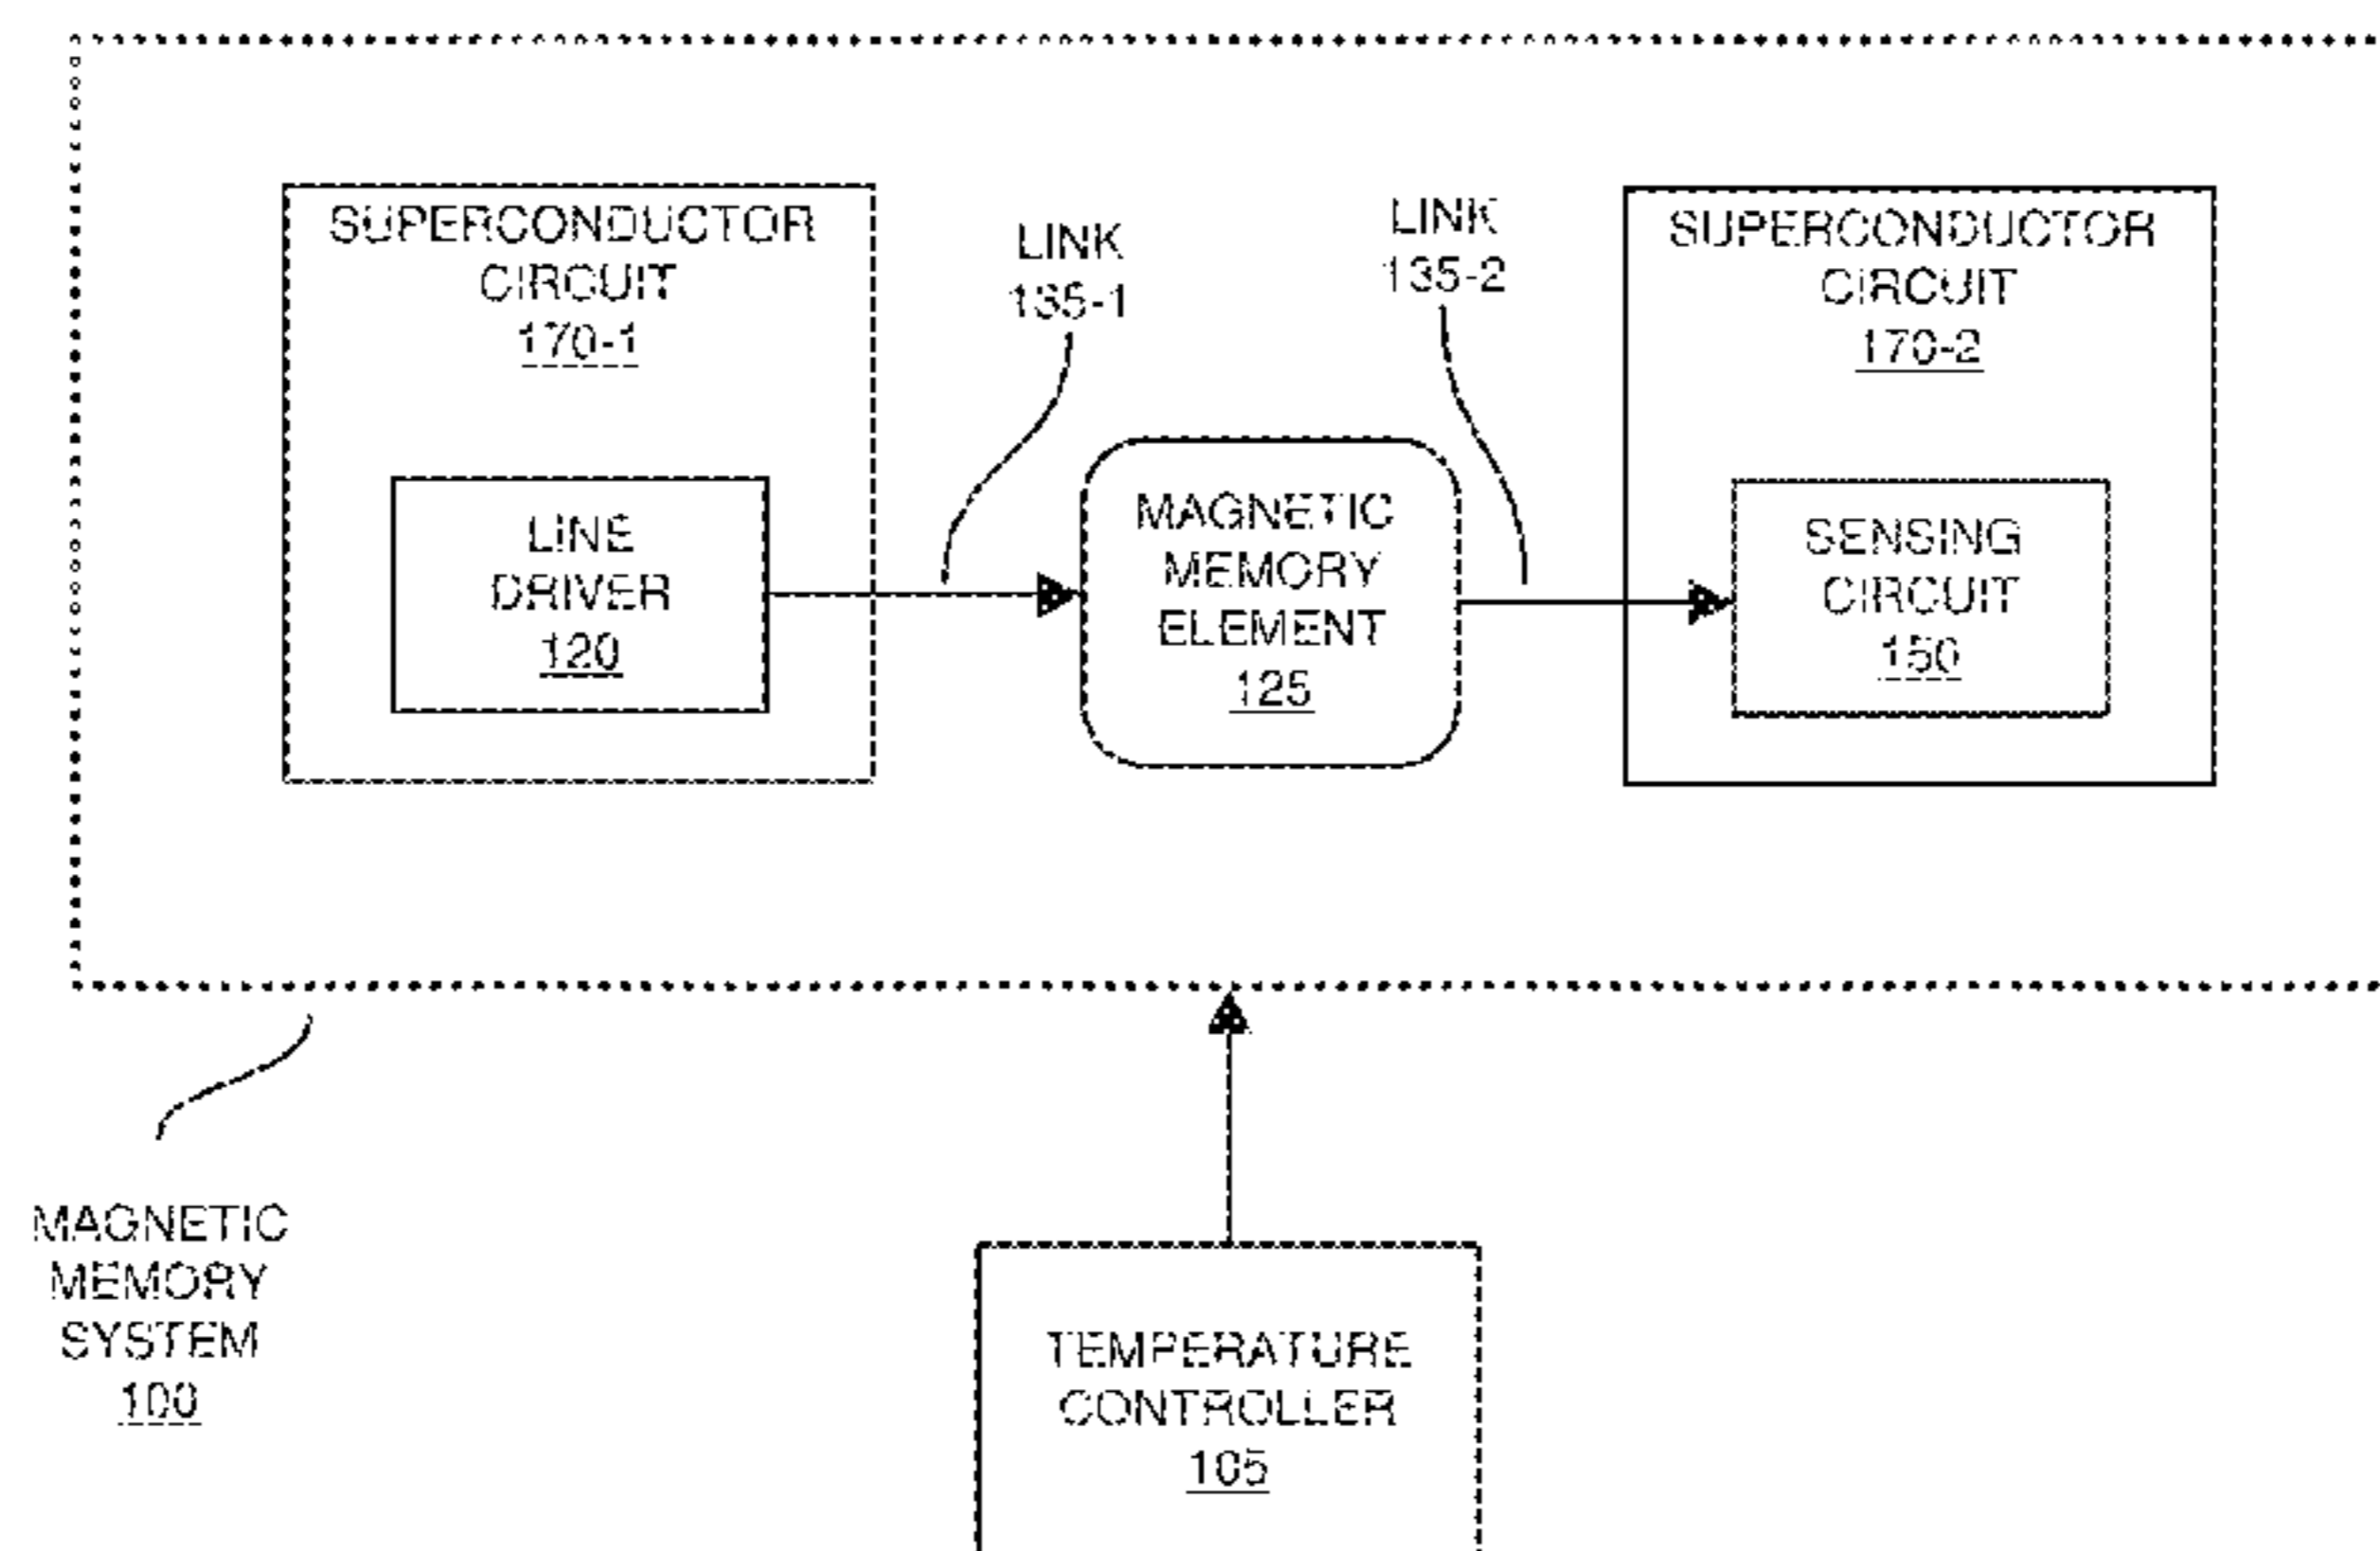 SUPERCONDUCTOR
CIRCUIT
170-1
LINK
135-1
LINK
135-2
SUPERCONDUCTOR
CIRCUIT
170-2
LINE
DRIVER
120
MAGNETIC
MEMORY
ELEMENT
125
SENSING
CIRCUIT
150
MAGNETIC
MEMORY
SYSTEM
100
TEMPERATURE
CONTROLLER
105